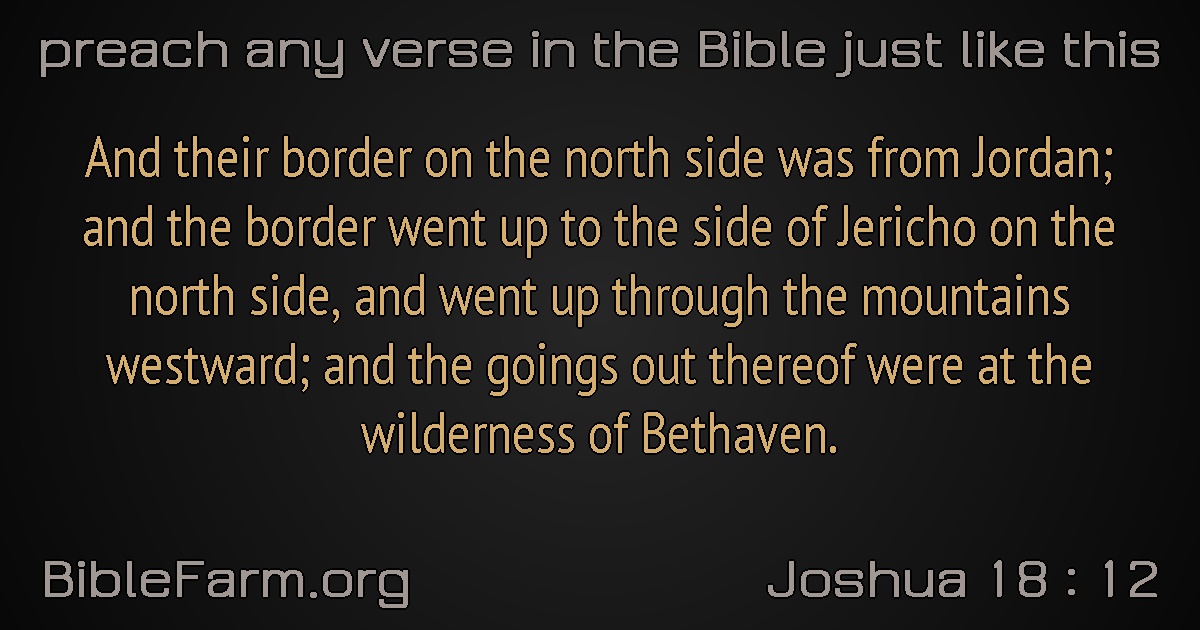 preach any verse in the Bible just like this
And their border on the north side was from Jordan;
and the border went up to the side of Jericho on the
north side, and went up through the mountains
westward; and the goings out thereof were at the
wilderness of Bethaven.
BibleFarm.org
Joshua 18 : 12